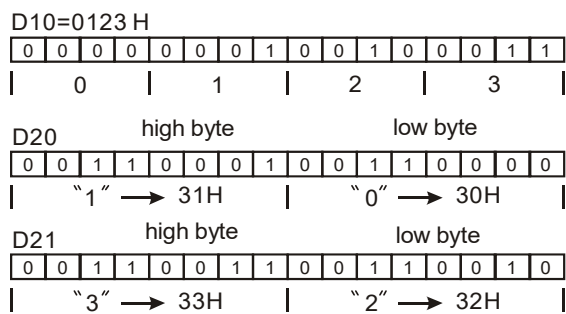 D10=0123 H
0 0 0 0 0 0 0 1 0 0 1 0 0 0 1 1
0 1 2 3
D20 high byte low byte
0 0 1 1 0 0 0 1 0 0 1 1 0 0 0 0
"1" → 31H "0" → 30H
D21 high byte low byte
0 0 1 1 0 0 1 1 0 0 1 1 0 0 1 0
"3" → 33H "2" → 32H